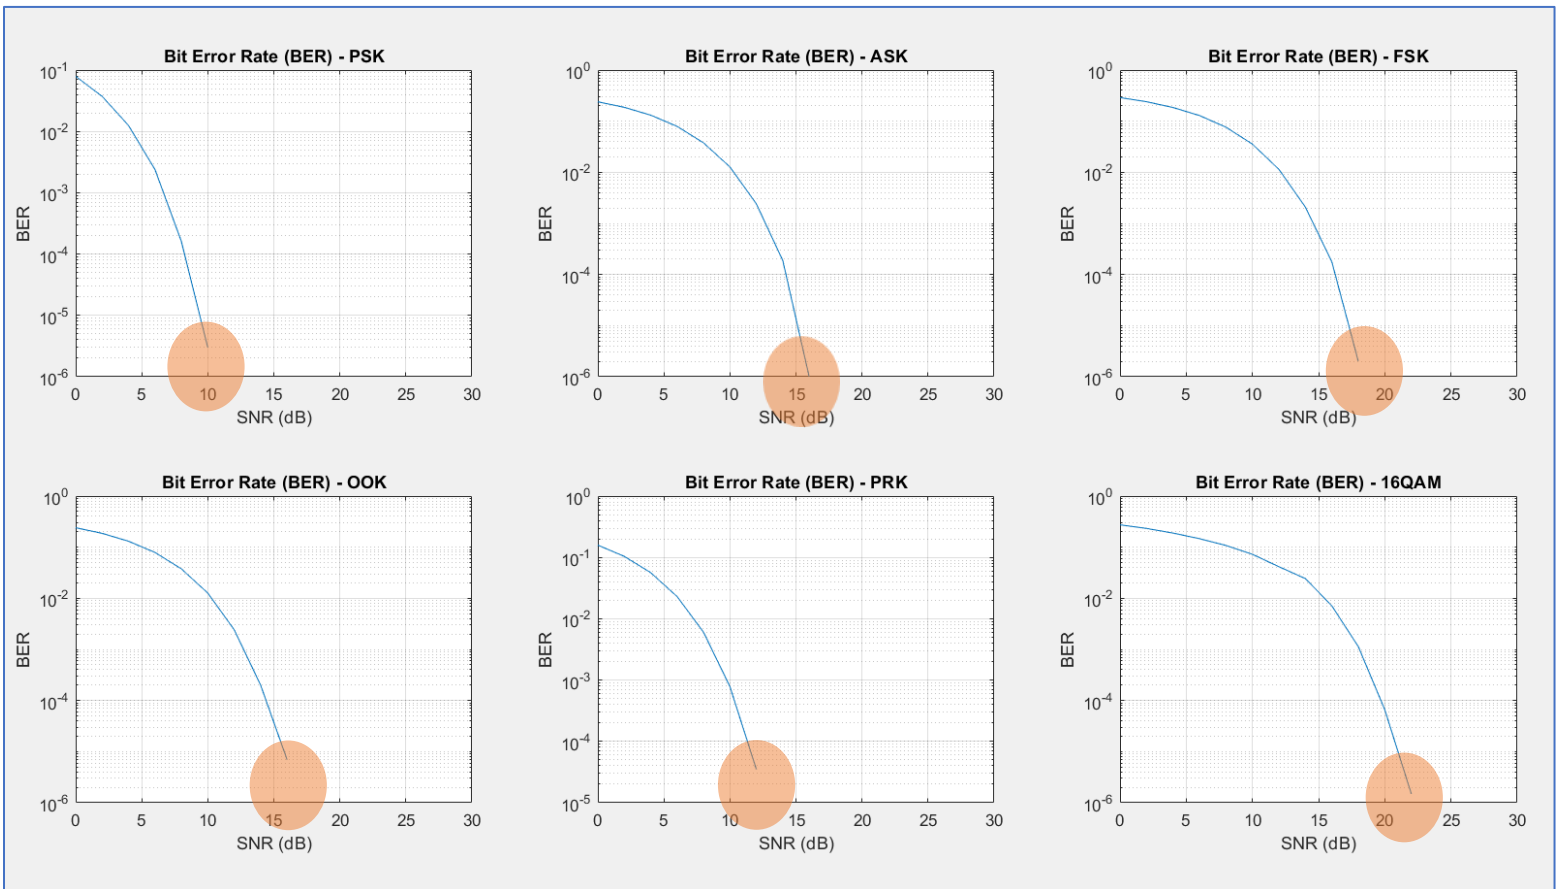 Bit Error Rate (BER) - PSK
BER
10^-1
10^-2
10^-3
10^-4
10^-5
10^-6
0 5 10 15 20 25 30
SNR (dB)
Bit Error Rate (BER) - ASK
BER
10^0
10^-2
10^-4
10^-6
0 5 10 15 20 25 30
SNR (dB)
Bit Error Rate (BER) - FSK
BER
10^0
10^-2
10^-4
10^-6
0 5 10 15 20 25 30
SNR (dB)
Bit Error Rate (BER) - OOK
BER
10^0
10^-2
10^-4
10^-6
0 5 10 15 20 25 30
SNR (dB)
Bit Error Rate (BER) - PRK
BER
10^0
10^-1
10^-2
10^-3
10^-4
10^-5
0 5 10 15 20 25 30
SNR (dB)
Bit Error Rate (BER) - 16QAM
BER
10^0
10^-2
10^-4
10^-6
0 5 10 15 20 25 30
SNR (dB)